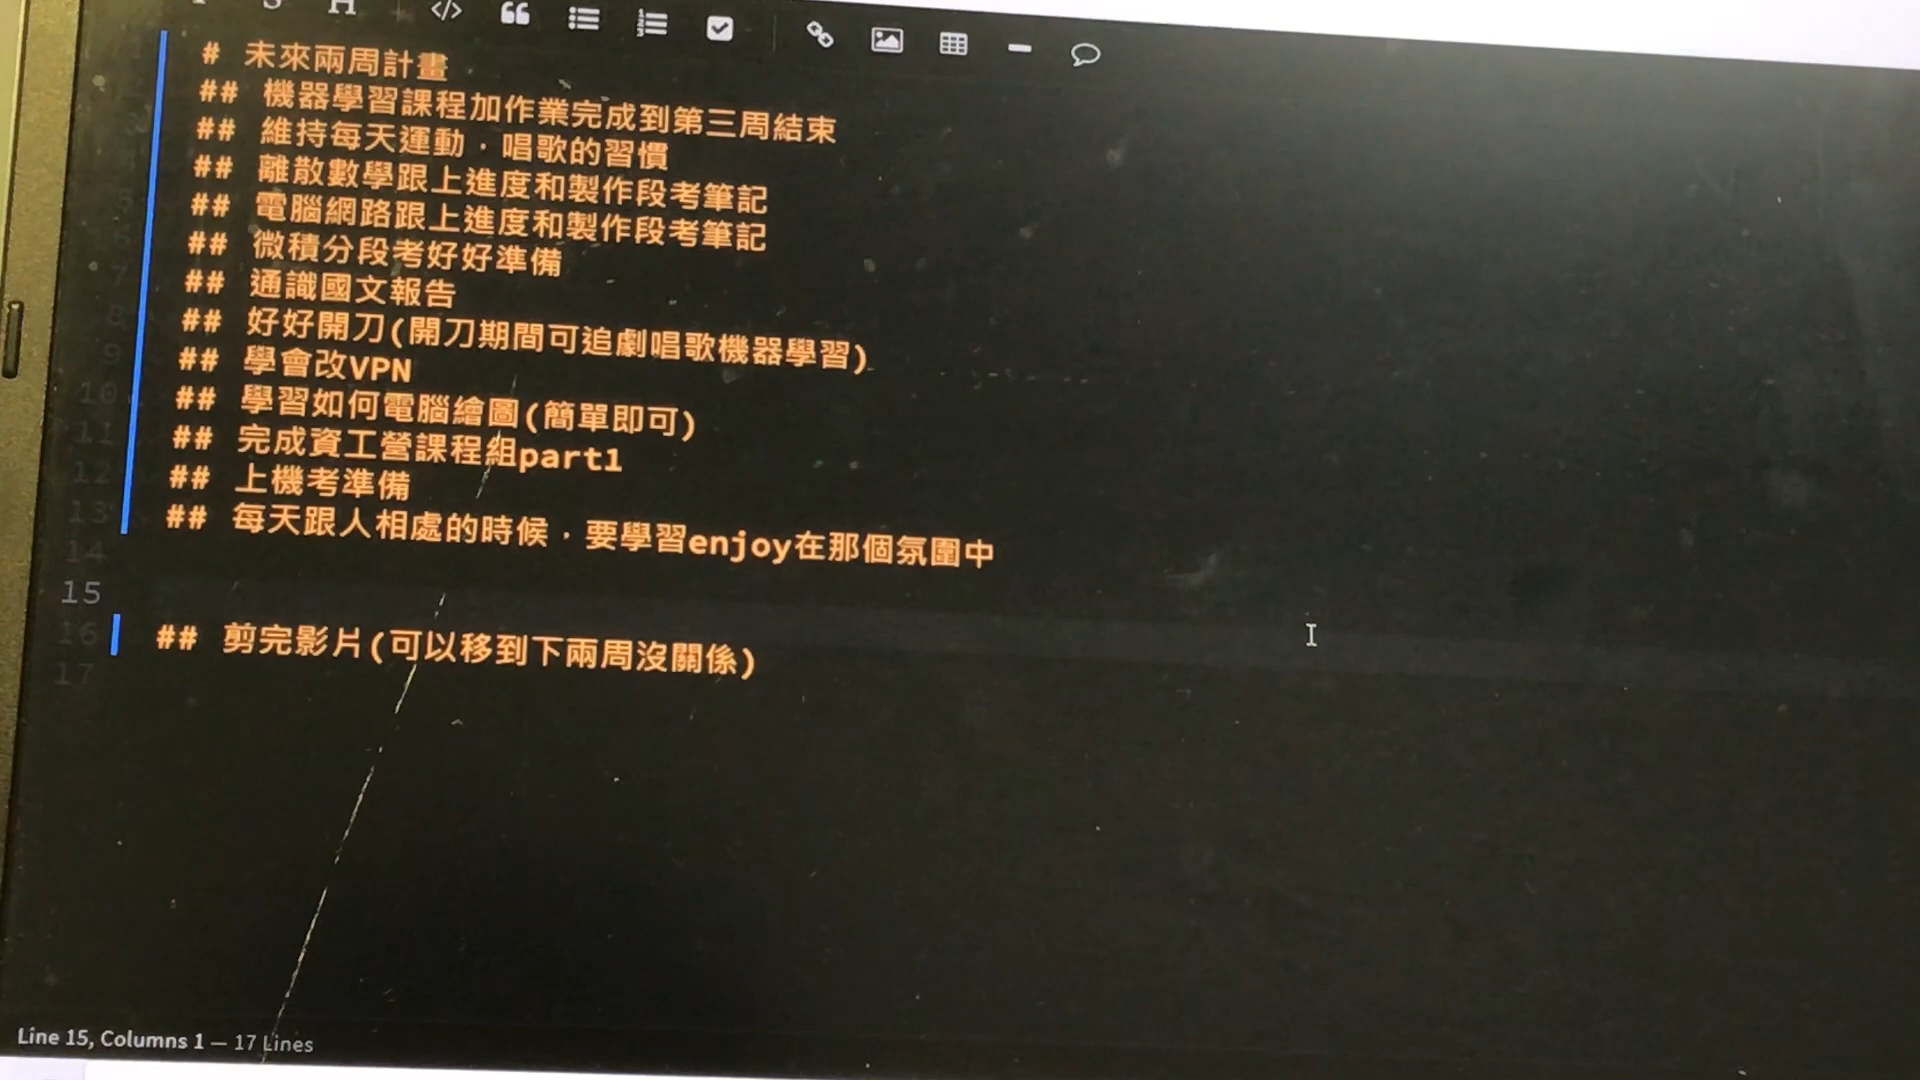 # 未來兩周計畫
## 機器學習課程加作業完成到第三周結束
## 維持每天運動，唱歌的習慣
## 離散數學跟上進度和製作段考筆記
## 電腦網路跟上進度和製作段考筆記
## 微積分段考好好準備
## 通識國文報告
## 好好開刀(開刀期間可追劇唱歌機器學習)
## 學會改VPN
## 學習如何電腦繪圖(簡單即可)
## 完成資工營課程組part1
## 上機考準備
## 每天跟人相處的時候，要學習enjoy在那個氛圍中
15
## 剪完影片(可以移到下兩周沒關係)
Line 15, Columns 1 — 17 Lines